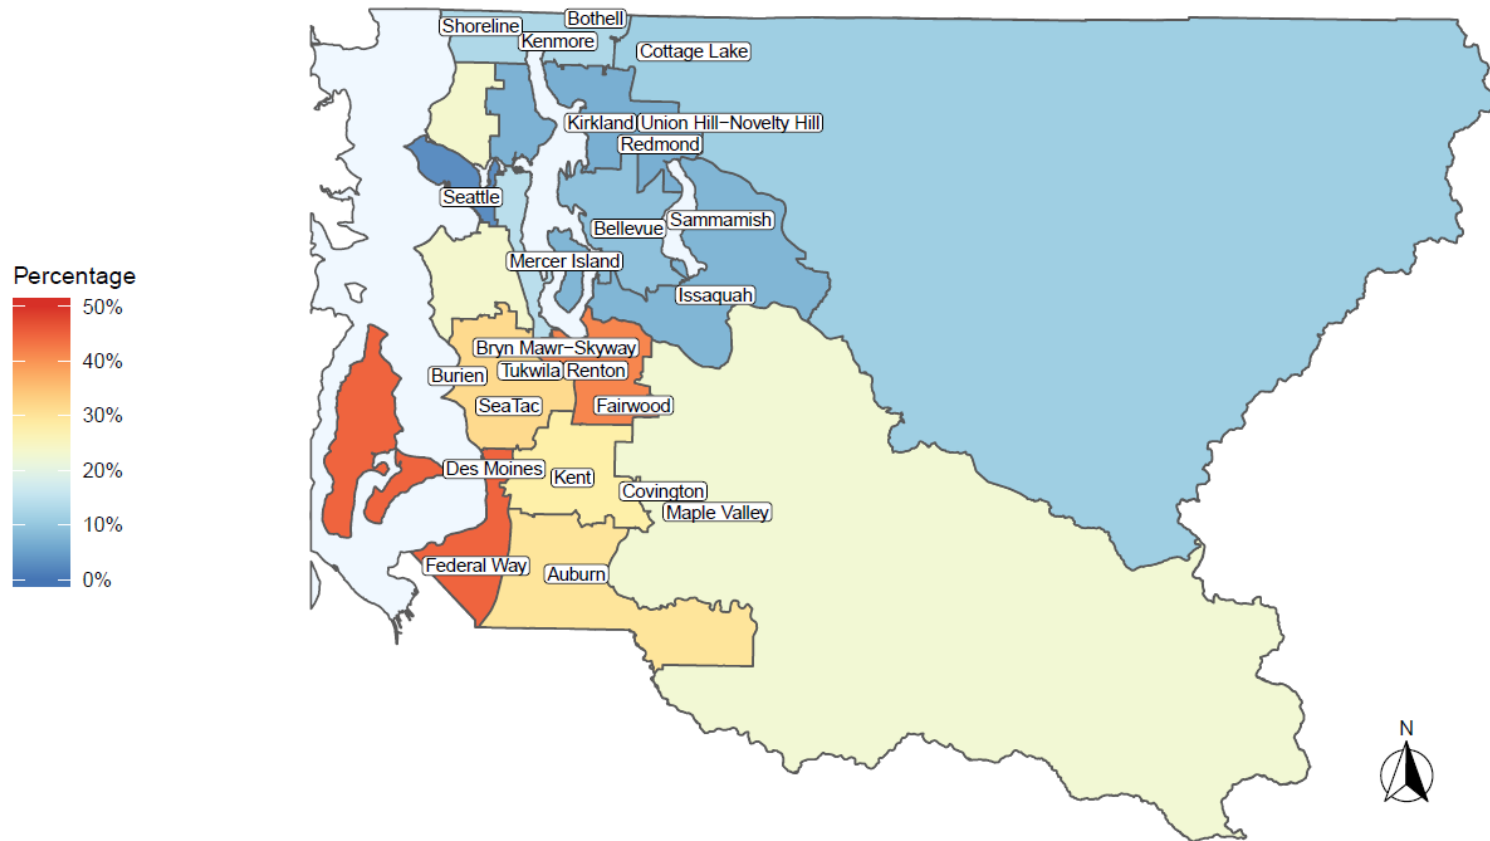 Bothell
Shoreline
Kenmore
Cottage Lake
Kirkland
Union Hill−Novelty Hill
Redmond
Seattle
Sammamish
Bellevue
Mercer Island
Issaquah
Percentage
50%
40%
30%
20%
10%
0%
Bryn Mawr−Skyway
Tukwila
Renton
Burien
SeaTac
Fairwood
Des Moines
Kent
Covington
Maple Valley
Federal Way
Auburn
N